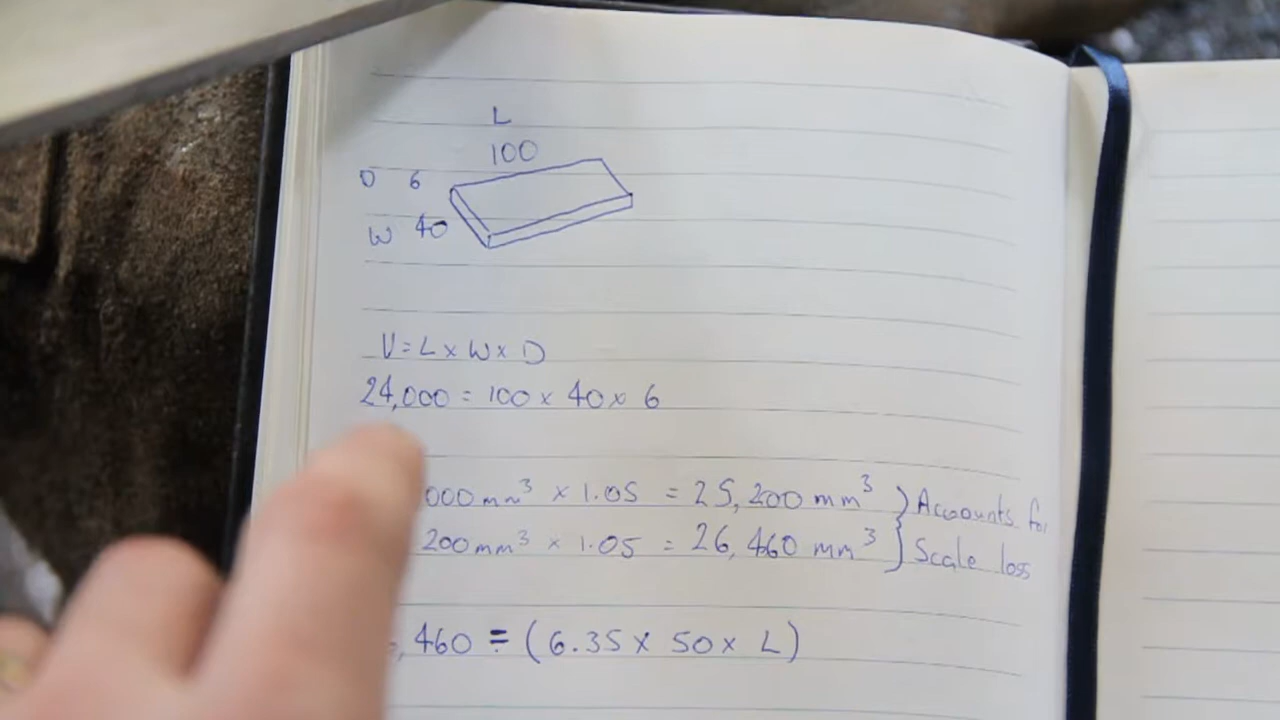 L
100
D 6
W 40
V = L x W x D
24,000 = 100 x 40 x 6
000 mm³ x 1.05 = 25,200 mm³ } Accounts for
200 mm³ x 1.05 = 26,460 mm³ } Scale loss
,460 ÷ (6.35 x 50 x L)